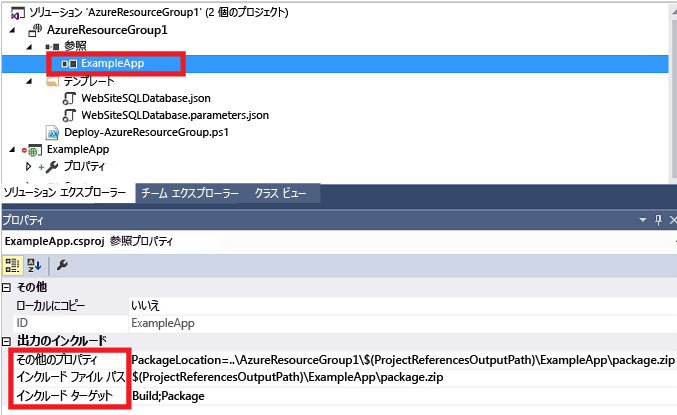 ソリューション 'AzureResourceGroup1' (2 個のプロジェクト)
AzureResourceGroup1
参照
ExampleApp
テンプレート
WebSiteSQLDatabase.json
WebSiteSQLDatabase.parameters.json
Deploy-AzureResourceGroup.ps1
ExampleApp
プロパティ
ソリューション エクスプローラー チーム エクスプローラー クラス ビュー
プロパティ
ExampleApp.csproj 参照プロパティ
その他
ローカルにコピー いいえ
ID ExampleApp
出力のインクルード
その他のプロパティ PackageLocation=..\AzureResourceGroup1\$(ProjectReferencesOutputPath)\ExampleApp\package.zip
インクルード ファイル パス $(ProjectReferencesOutputPath)\ExampleApp\package.zip
インクルード ターゲット Build;Package